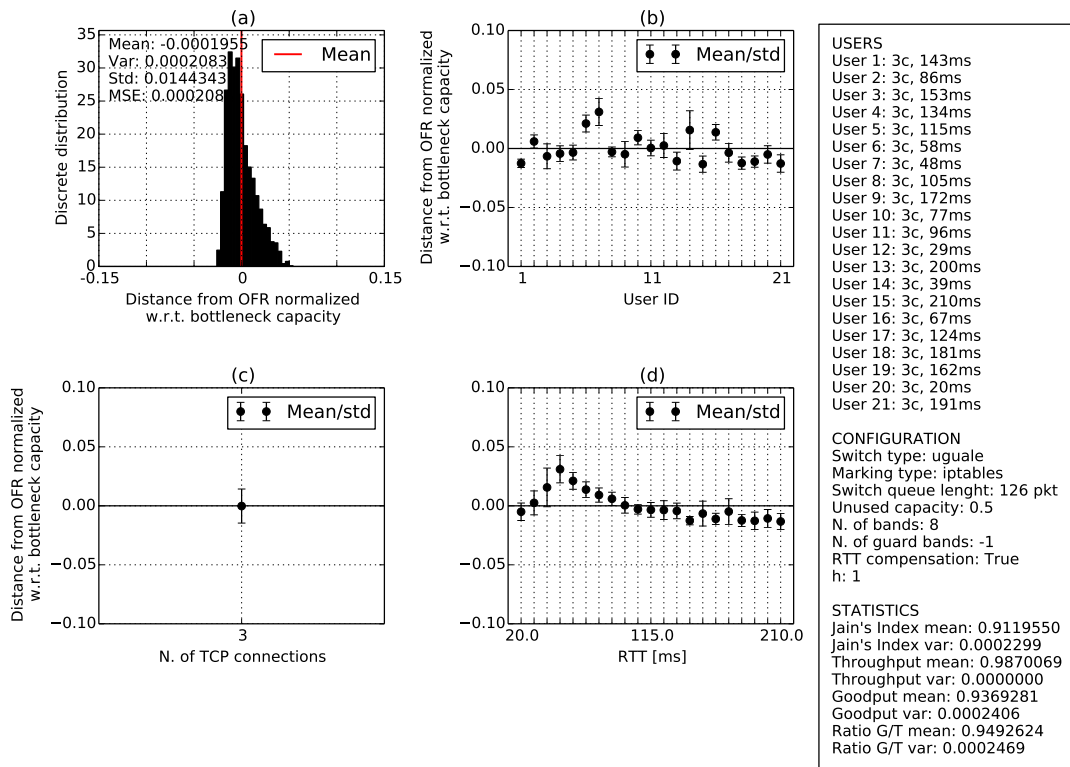 (a)
Mean: -0.0001955
Var: 0.0002083
Std: 0.0144343
MSE: 0.000208
Mean
Discrete distribution
35
30
25
20
15
10
5
0
-0.15
0
0.15
Distance from OFR normalized
w.r.t. bottleneck capacity
(b)
Mean/std
Distance from OFR normalized
w.r.t. bottleneck capacity
0.10
0.05
0.00
−0.05
−0.10
1
11
21
User ID
(c)
Mean/std
Distance from OFR normalized
w.r.t. bottleneck capacity
0.10
0.05
0.00
−0.05
−0.10
3
N. of TCP connections
(d)
Mean/std
0.10
0.05
0.00
−0.05
−0.10
20.0
115.0
210.0
RTT [ms]
USERS
User 1: 3c, 143ms
User 2: 3c, 86ms
User 3: 3c, 153ms
User 4: 3c, 134ms
User 5: 3c, 115ms
User 6: 3c, 58ms
User 7: 3c, 48ms
User 8: 3c, 105ms
User 9: 3c, 172ms
User 10: 3c, 77ms
User 11: 3c, 96ms
User 12: 3c, 29ms
User 13: 3c, 200ms
User 14: 3c, 39ms
User 15: 3c, 210ms
User 16: 3c, 67ms
User 17: 3c, 124ms
User 18: 3c, 181ms
User 19: 3c, 162ms
User 20: 3c, 20ms
User 21: 3c, 191ms
CONFIGURATION
Switch type: uguale
Marking type: iptables
Switch queue lenght: 126 pkt
Unused capacity: 0.5
N. of bands: 8
N. of guard bands: -1
RTT compensation: True
h: 1
STATISTICS
Jain's Index mean: 0.9119550
Jain's Index var: 0.0002299
Throughput mean: 0.9870069
Throughput var: 0.0000000
Goodput mean: 0.9369281
Goodput var: 0.0002406
Ratio G/T mean: 0.9492624
Ratio G/T var: 0.0002469